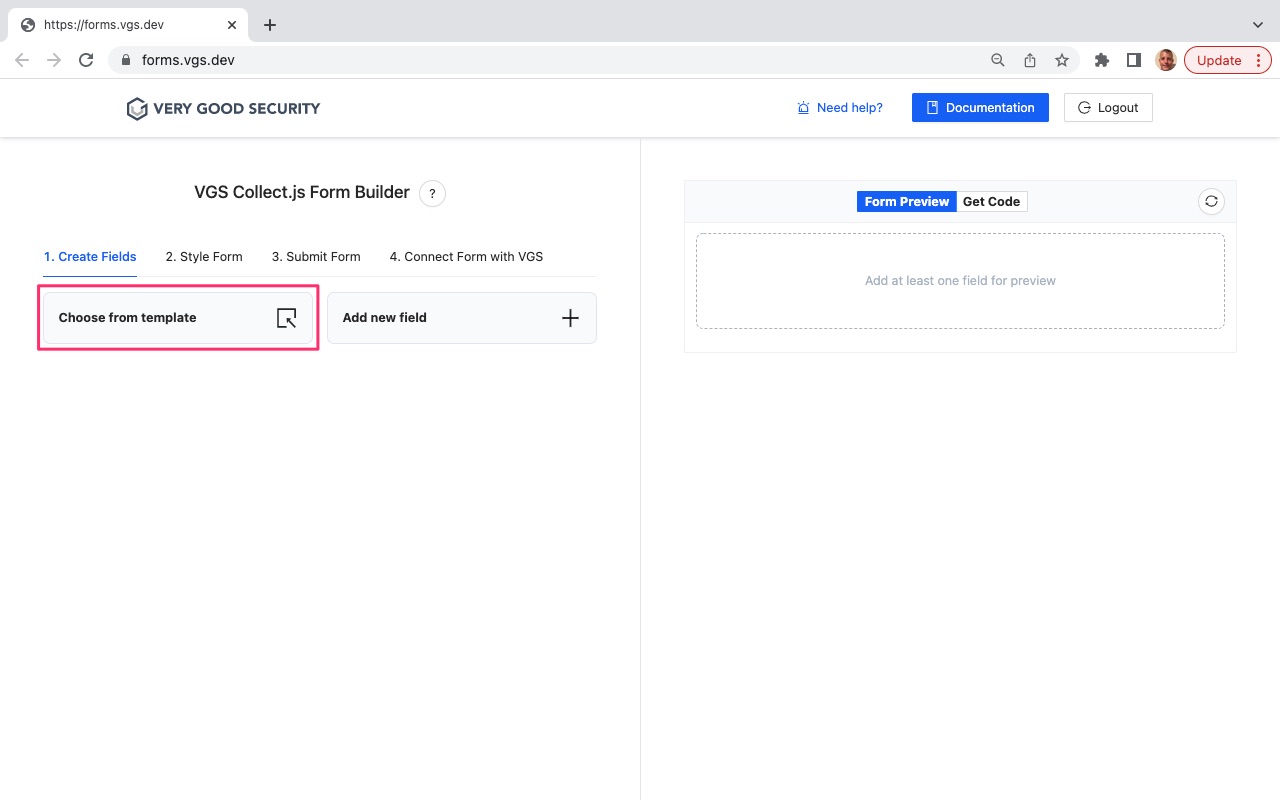 https://forms.vgs.dev
forms.vgs.dev
Update
VERY GOOD SECURITY
Need help?
Documentation
Logout
VGS Collect.js Form Builder ?
Form Preview
Get Code
1. Create Fields
2. Style Form
3. Submit Form
4. Connect Form with VGS
Add at least one field for preview
Choose from template
Add new field